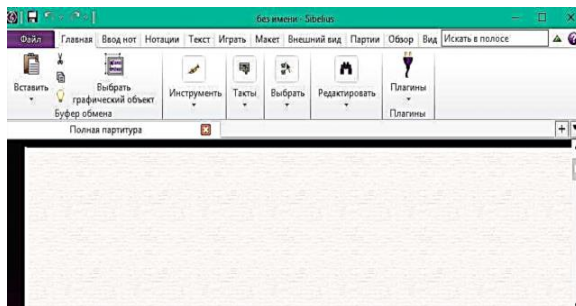 без имени - Sibelius
Файл Главная Ввод нот Нотации Текст Играть Макет Внешний вид Партии Обзор Вид Искать в полосе
Вставить Выбрать графический объект Инструменты Такты Выбрать Редактировать Плагины
Буфер обмена Плагины
Полная партитура